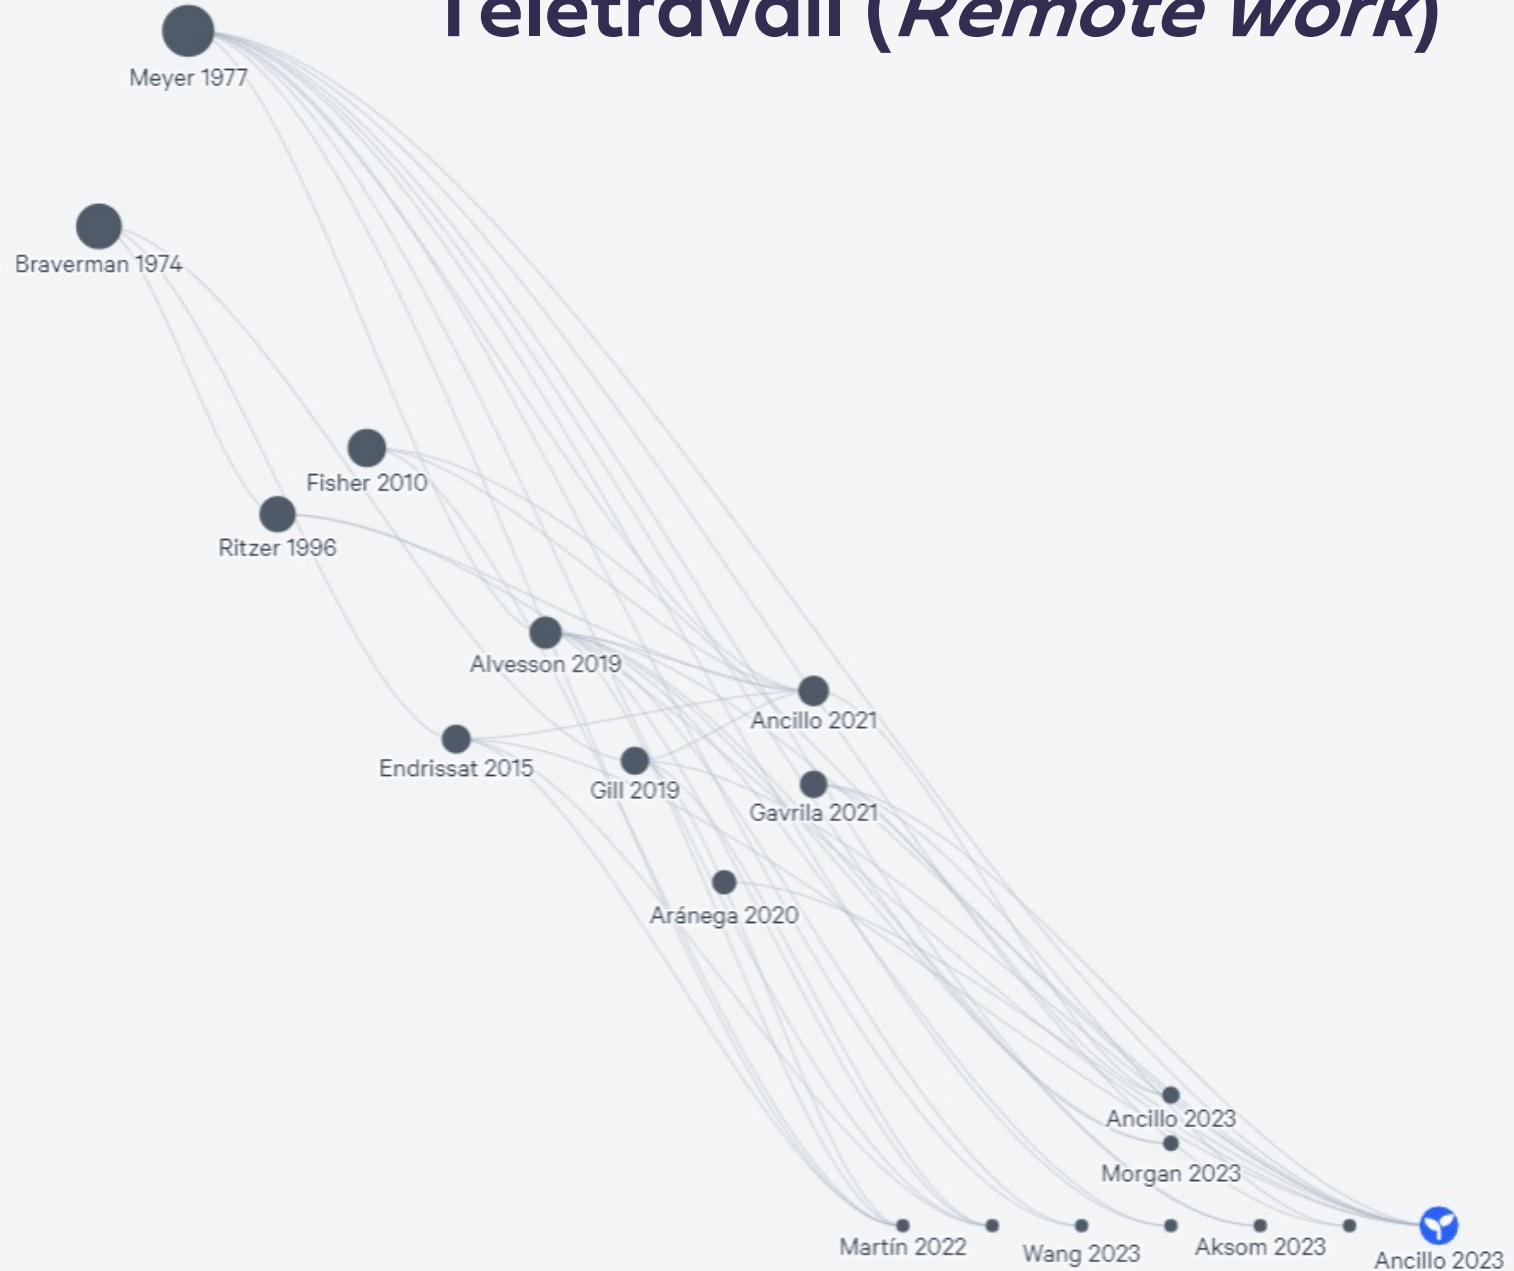 Télétravail (Remote work)
Meyer 1977
Braverman 1974
Fisher 2010
Ritzer 1996
Alvesson 2019
Ancillo 2021
Endrissat 2015
Gill 2019
Gavrila 2021
Aránega 2020
Ancillo 2023
Morgan 2023
Martín 2022
Wang 2023
Aksom 2023
Ancillo 2023